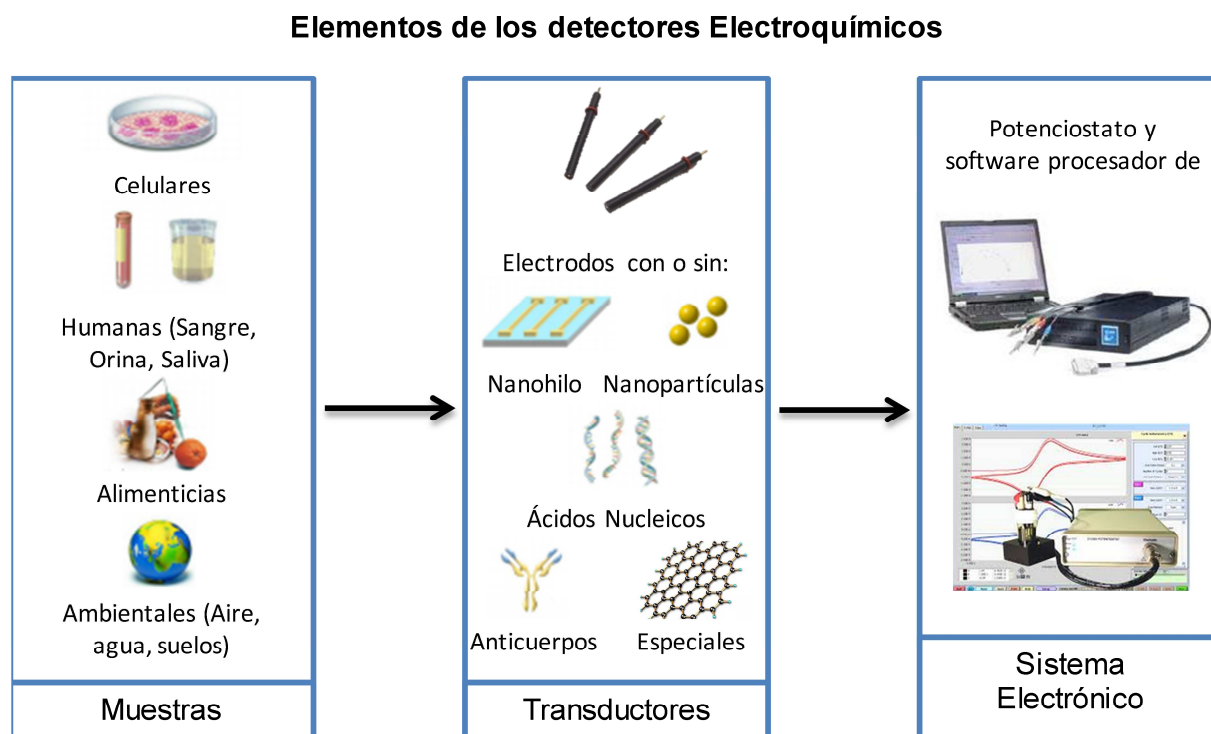 Elementos de los detectores Electroquímicos
Celulares
Humanas (Sangre,
Orina, Saliva)
Alimenticias
Ambientales (Aire,
agua, suelos)
Muestras
Electrodos con o sin:
Nanohilo Nanopartículas
Ácidos Nucleicos
Anticuerpos Especiales
Transductores
Potenciostato y
software procesador de
Sistema
Electrónico